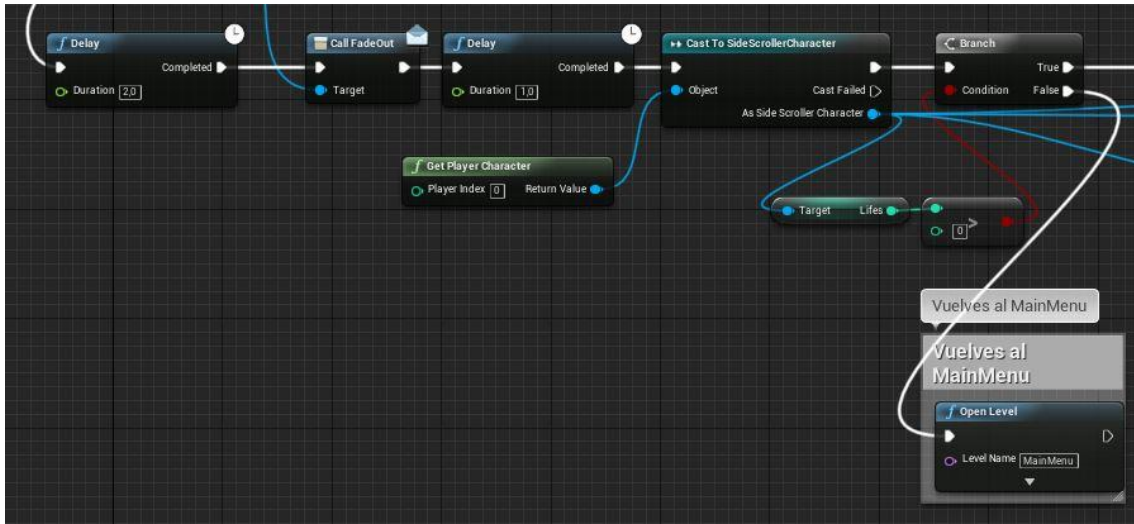 Delay
Completed
Duration 2,0
Call FadeOut
Target
Delay
Completed
Duration 1,0
Cast To SideScrollerCharacter
Object
Cast Failed
As Side Scroller Character
Branch
True
Condition
False
Get Player Character
Player Index 0
Return Value
Target
Lifes
0
>
Vuelves al MainMenu
Vuelves al
MainMenu
Open Level
Level Name MainMenu